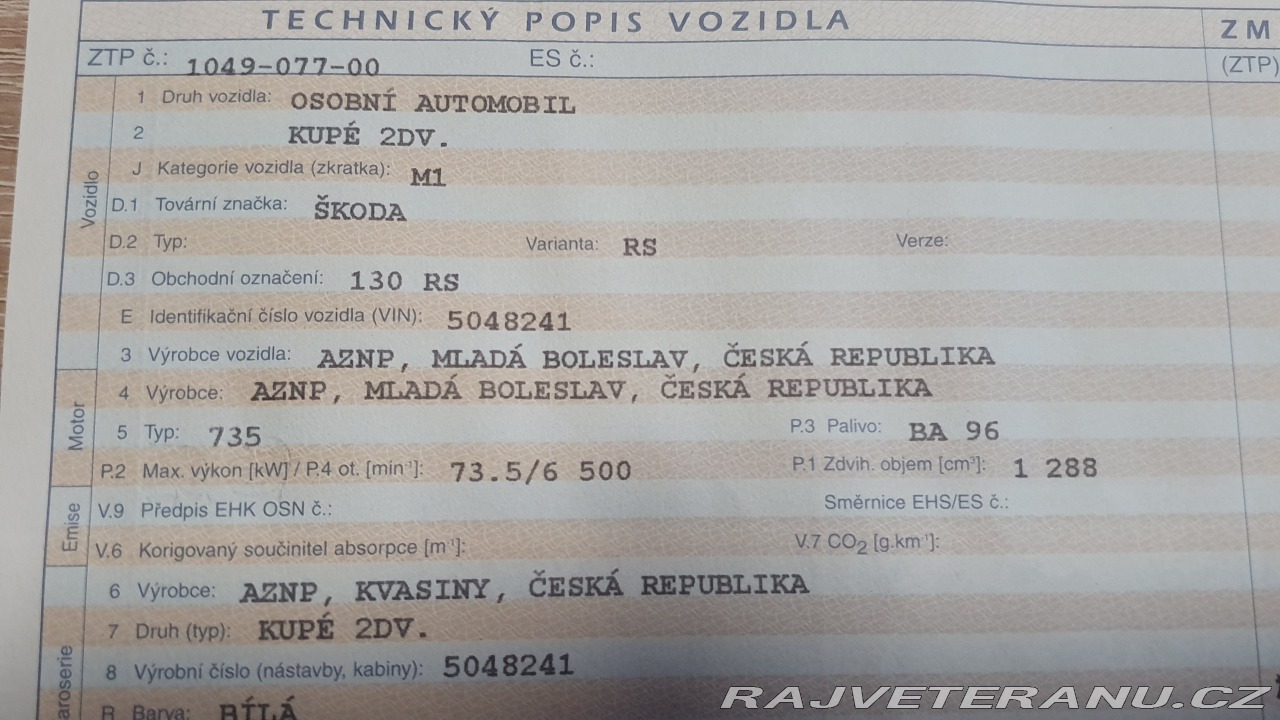 TECHNICKÝ POPIS VOZIDLA
Z M
ZTP č.: 1049-077-00 ES č.:
(ZTP)
1 Druh vozidla: OSOBNÍ AUTOMOBIL
2 KUPÉ 2DV.
Vozidlo
J Kategorie vozidla (zkratka): M1
D.1 Tovární značka: ŠKODA
D.2 Typ: Varianta: RS Verze:
D.3 Obchodní označení: 130 RS
E Identifikační číslo vozidla (VIN): 5048241
3 Výrobce vozidla: AZNP, MLADÁ BOLESLAV, ČESKÁ REPUBLIKA
Motor
4 Výrobce: AZNP, MLADÁ BOLESLAV, ČESKÁ REPUBLIKA
5 Typ: 735 P.3 Palivo: BA 96
P.2 Max. výkon [kW] / P.4 ot. [min⁻¹]: 73.5/6 500 P.1 Zdvih. objem [cm³]: 1 288
Emise
V.9 Předpis EHK OSN č.: Směrnice EHS/ES č.:
V.6 Korigovaný součinitel absorpce [m⁻¹]: V.7 CO₂ [g.km⁻¹]:
6 Výrobce: AZNP, KVASINY, ČESKÁ REPUBLIKA
7 Druh (typ): KUPÉ 2DV.
aroserie
8 Výrobní číslo (nástavby, kabiny): 5048241
R Barva: BÍLÁ
RAJVETERANU.CZ